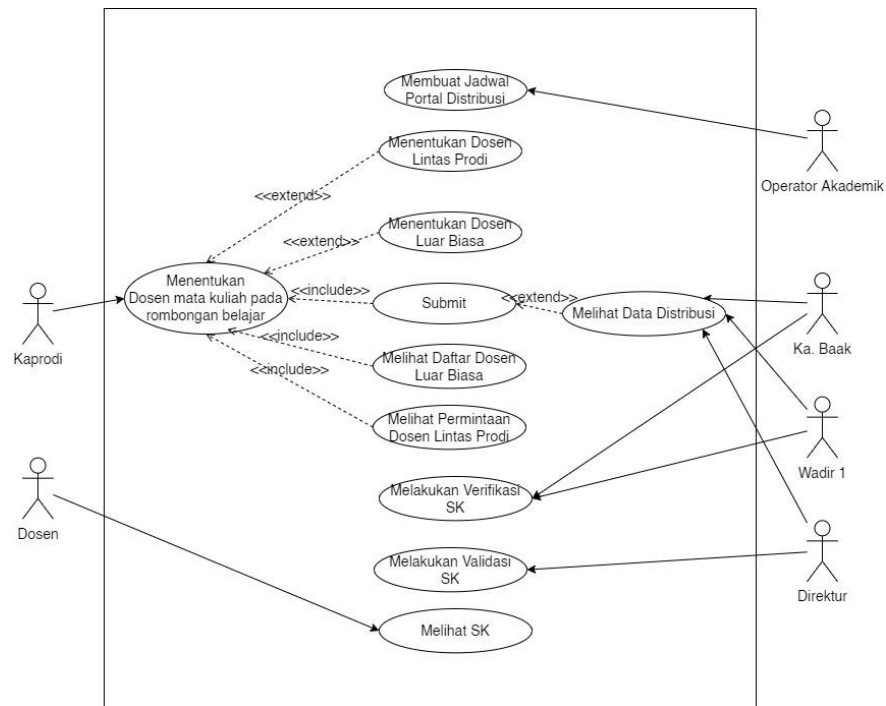 Membuat Jadwal
Portal Distribusi
Operator Akademik
Menentukan Dosen
Lintas Prodi
<<extend>>
Menentukan Dosen
Luar Biasa
<<extend>>
Menentukan
Dosen mata kuliah pada
rombongan belajar
<<include>>
Submit
<<extend>>
Melihat Data Distribusi
Kaprodi
Ka. Baak
<<include>>
Melihat Daftar Dosen
Luar Biasa
<<include>>
Melihat Permintaan
Dosen Lintas Prodi
Wadir 1
Melakukan Verifikasi
SK
Dosen
Melakukan Validasi
SK
Direktur
Melihat SK